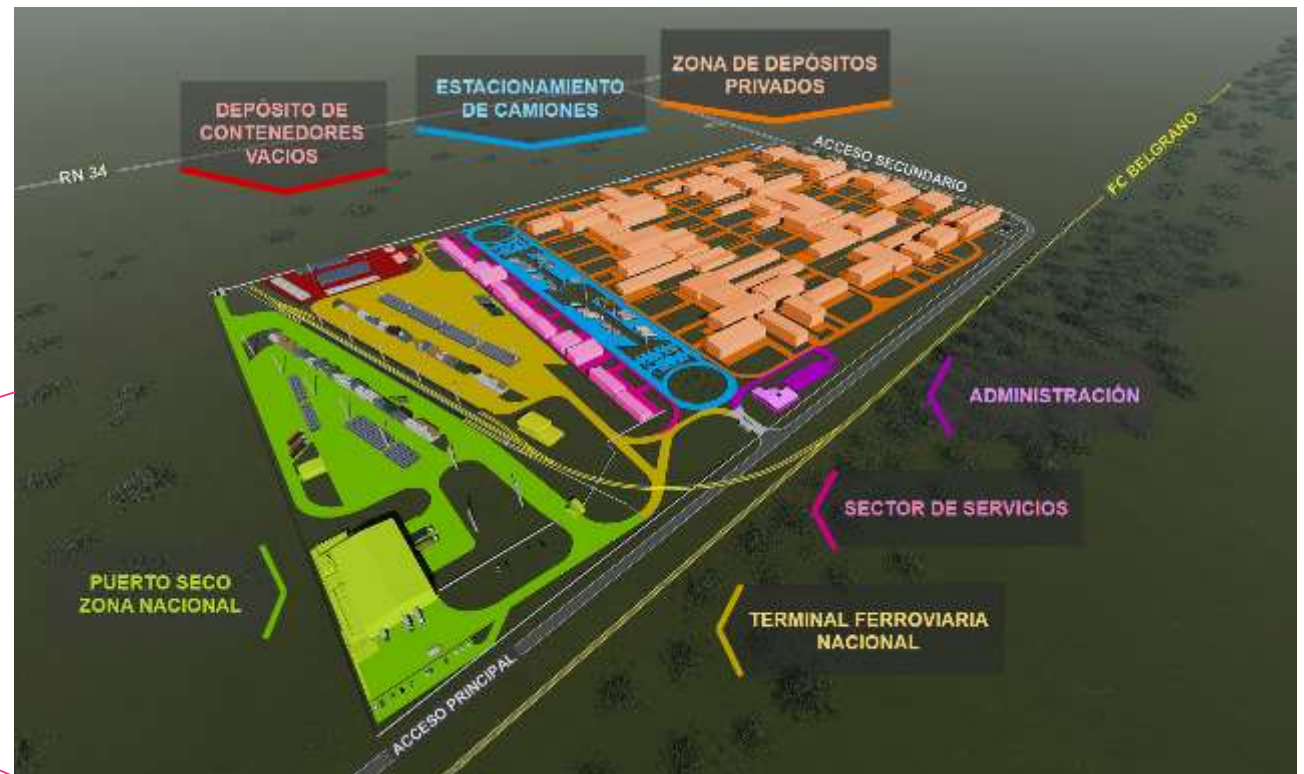 ZONA DE DEPÓSITOS
PRIVADOS
ESTACIONAMIENTO
DE CAMIONES
DEPÓSITO DE
CONTENEDORES
VACIOS
RN 34
ACCESO SECUNDARIO
FC BELGRANO
ADMINISTRACIÓN
SECTOR DE SERVICIOS
PUERTO SECO
ZONA NACIONAL
TERMINAL FERROVIARIA
NACIONAL
ACCESO PRINCIPAL